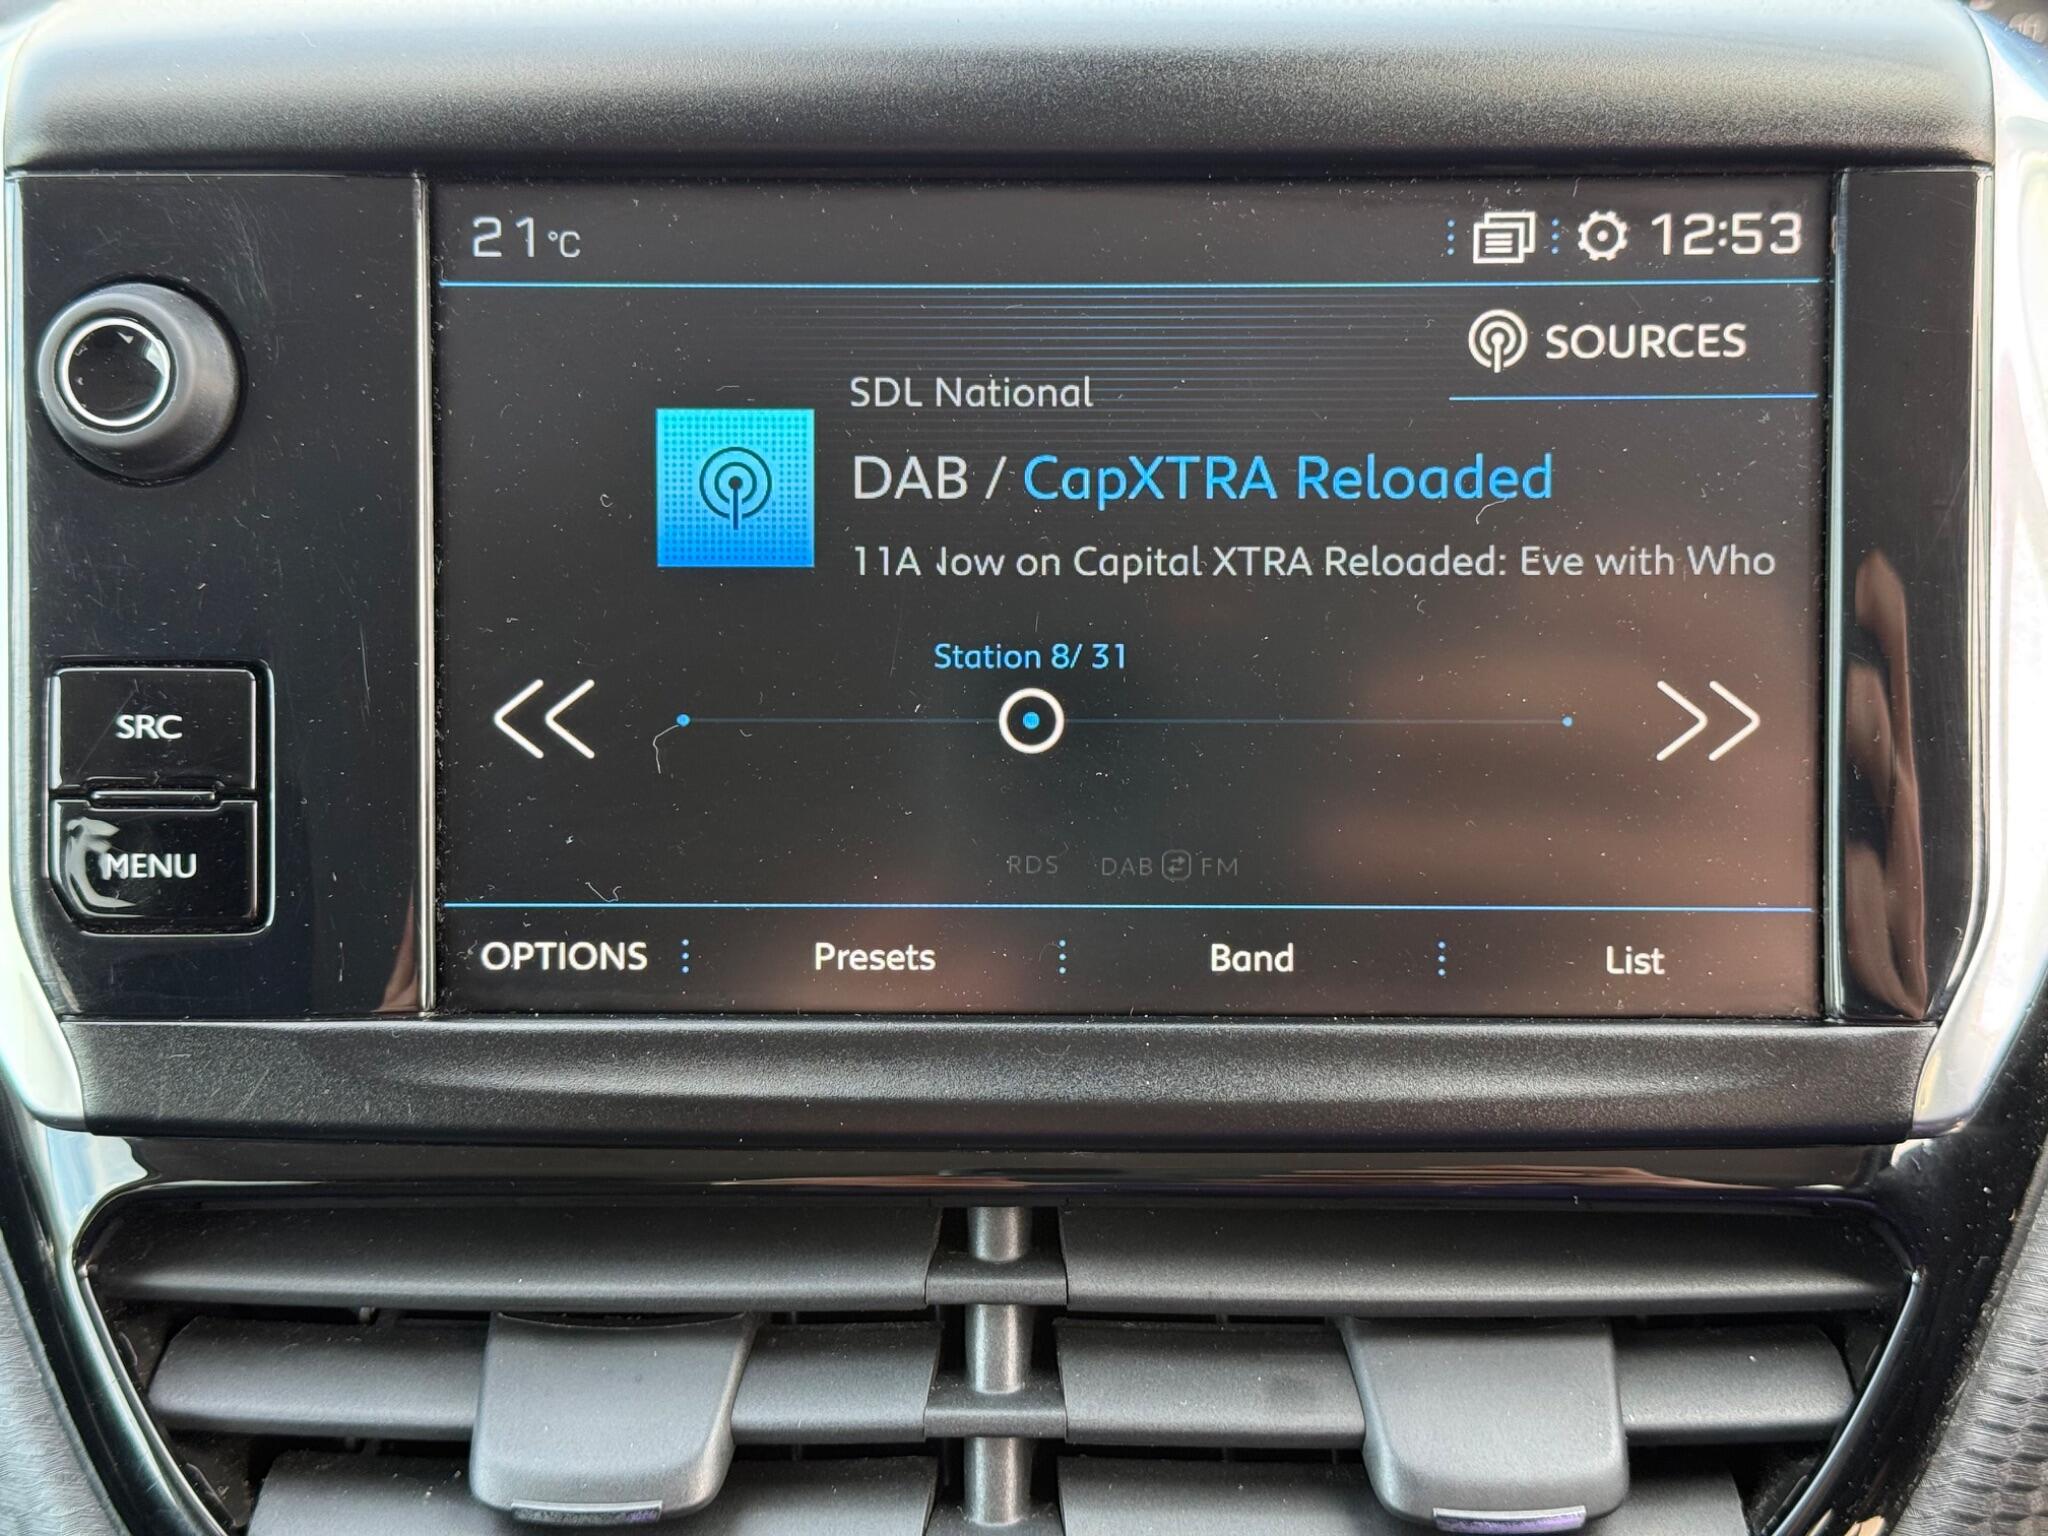 21°C
12:53
SOURCES
SDL National
DAB / CapXTRA Reloaded
11A Now on Capital XTRA Reloaded: Eve with Who
Station 8/ 31
SRC
MENU
RDS DAB FM
OPTIONS Presets Band List